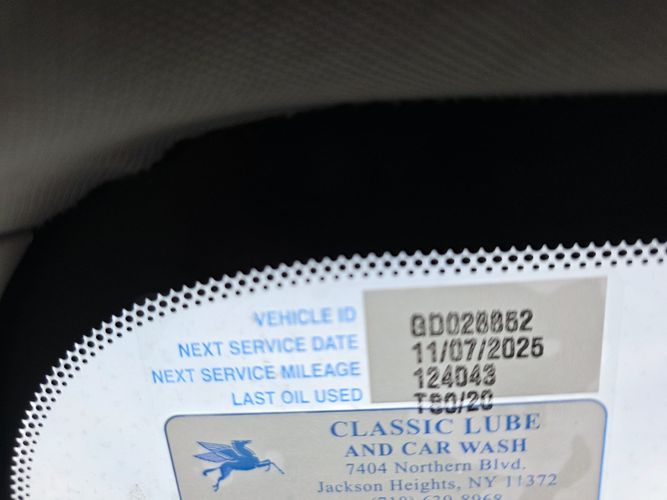 VEHICLE ID GD028862
NEXT SERVICE DATE 11/07/2025
NEXT SERVICE MILEAGE 124043
LAST OIL USED
CLASSIC LUBE
AND CAR WASH
7404 Northern Blvd.
Jackson Heights, NY 11372